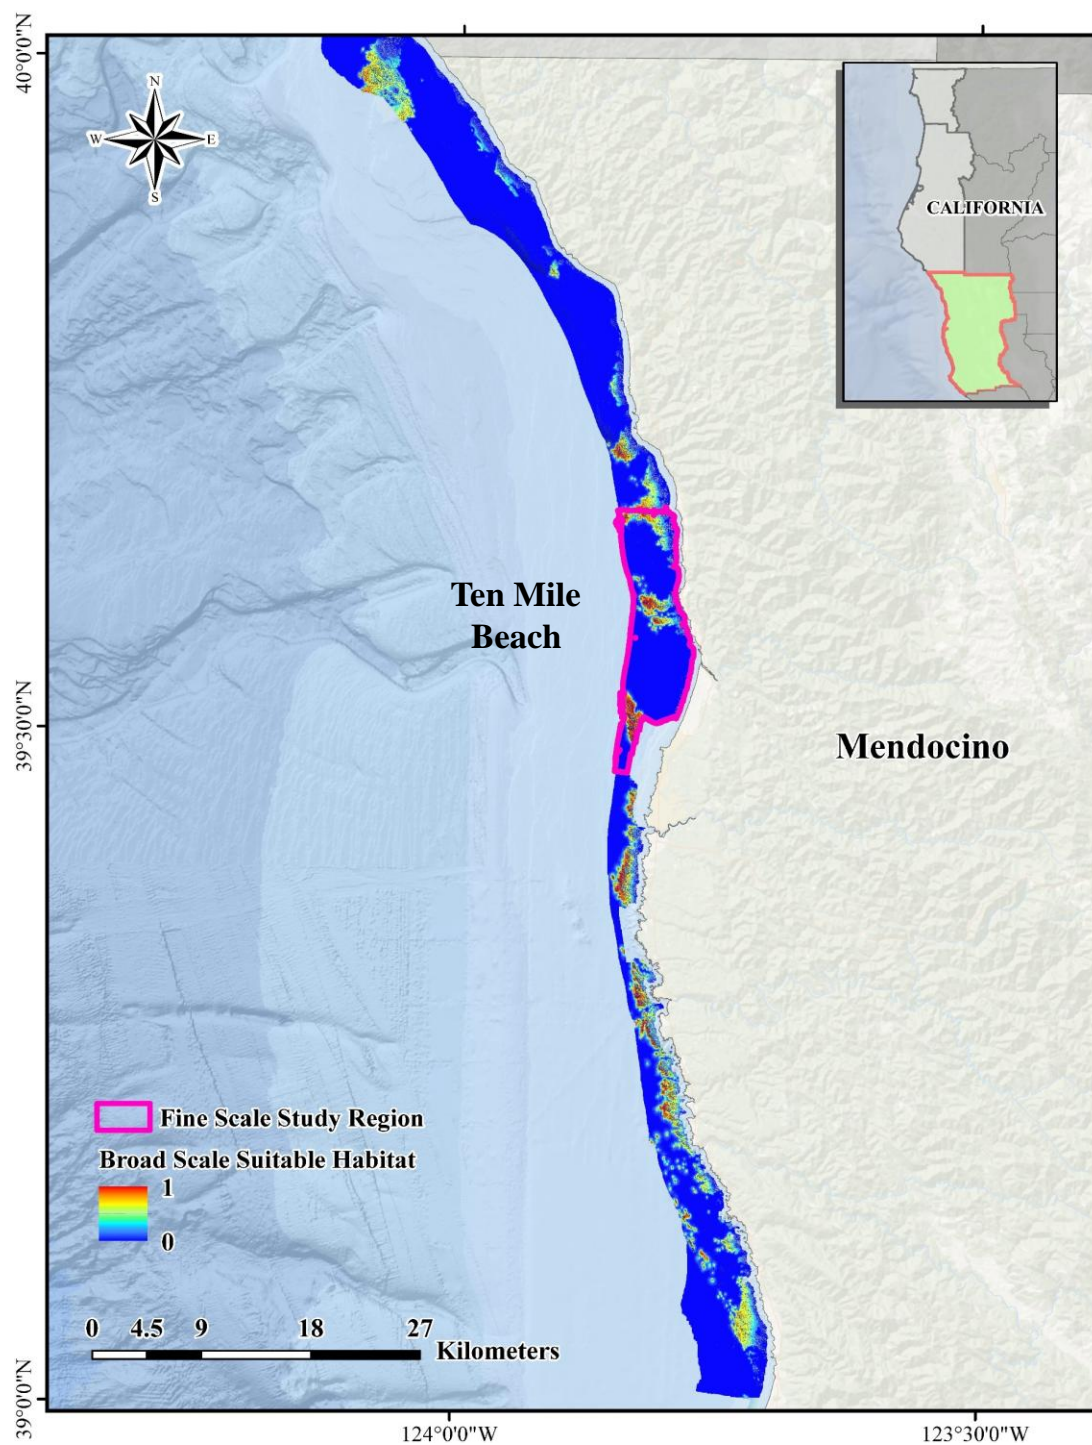 40°0'0"N
N
W
E
S
CALIFORNIA
Ten Mile
Beach
39°30'0"N
Mendocino
Fine Scale Study Region
Broad Scale Suitable Habitat
1
0
0 4.5 9 18 27
Kilometers
39°0'0"N
124°0'0"W
123°30'0"W